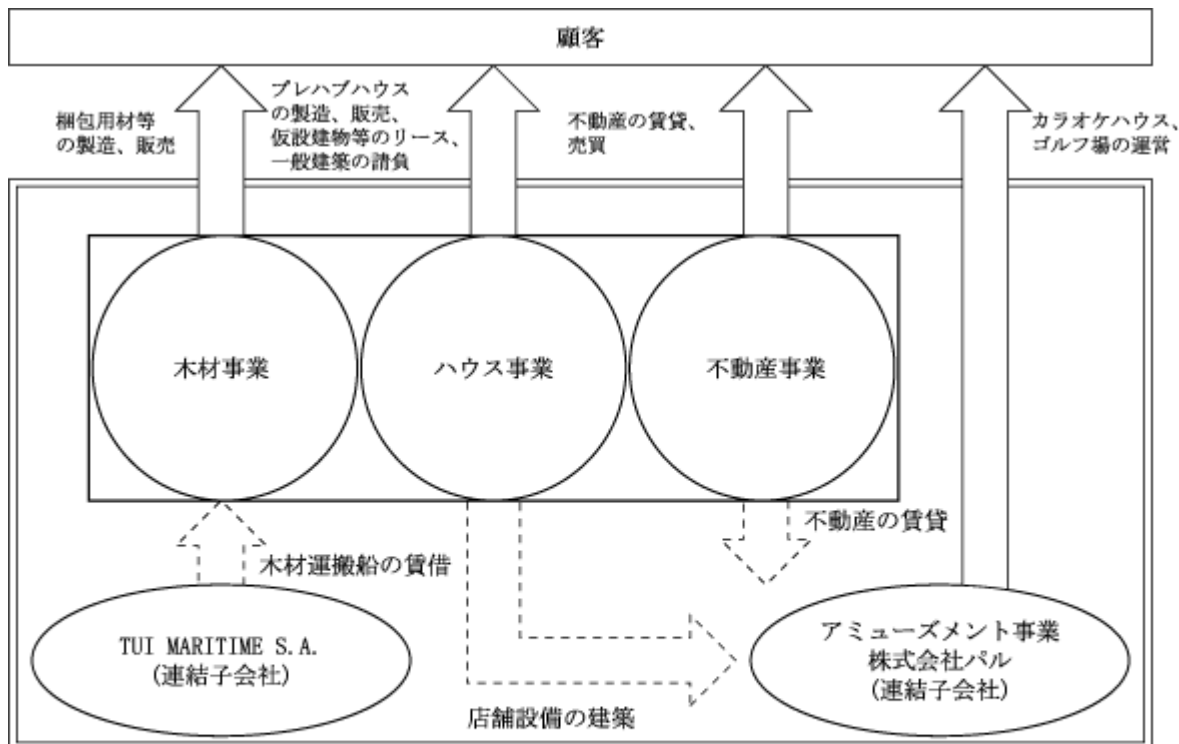 顧客
梱包用材等
の製造、販売
プレハブハウス
の製造、販売、
仮設建物等のリース、
一般建築の請負
不動産の賃貸、
売買
カラオケハウス、
ゴルフ場の運営
木材事業
ハウス事業
不動産事業
木材運搬船の賃借
不動産の賃貸
TUI MARITIME S.A.
(連結子会社)
アミューズメント事業
株式会社パル
(連結子会社)
店舗設備の建築